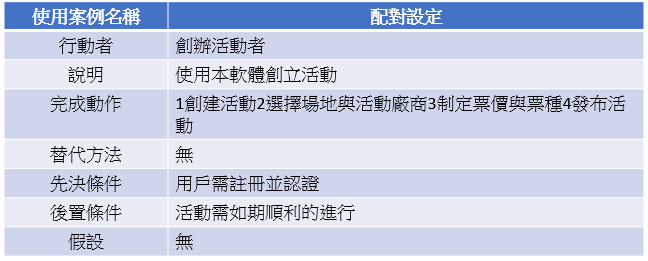 使用案例名稱 配對設定
行動者 創辦活動者
說明 使用本軟體創立活動
完成動作 1創建活動2選擇場地與活動廠商3制定票價與票種4發布活
動
替代方法 無
先決條件 用戶需註冊並認證
後置條件 活動需如期順利的進行
假設 無